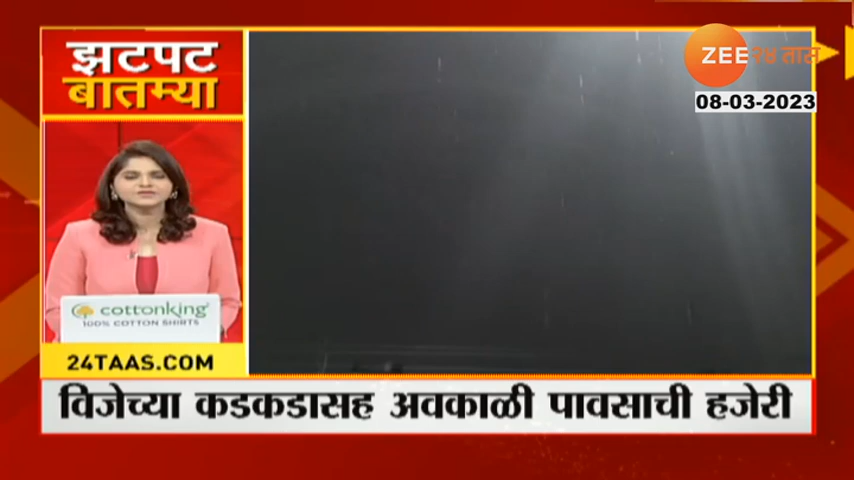 झटपट
बातम्या
ZEE २४ तास
08-03-2023
cottonking
100% COTTON SHIRTS
24TAAS.COM
विजेच्या कडकडासह अवकाळी पावसाची हजेरी